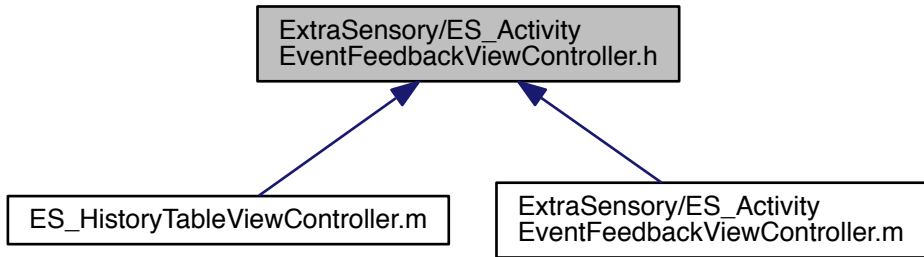 ExtraSensory/ES_Activity
EventFeedbackViewController.h
ES_HistoryTableViewController.m
ExtraSensory/ES_Activity
EventFeedbackViewController.m